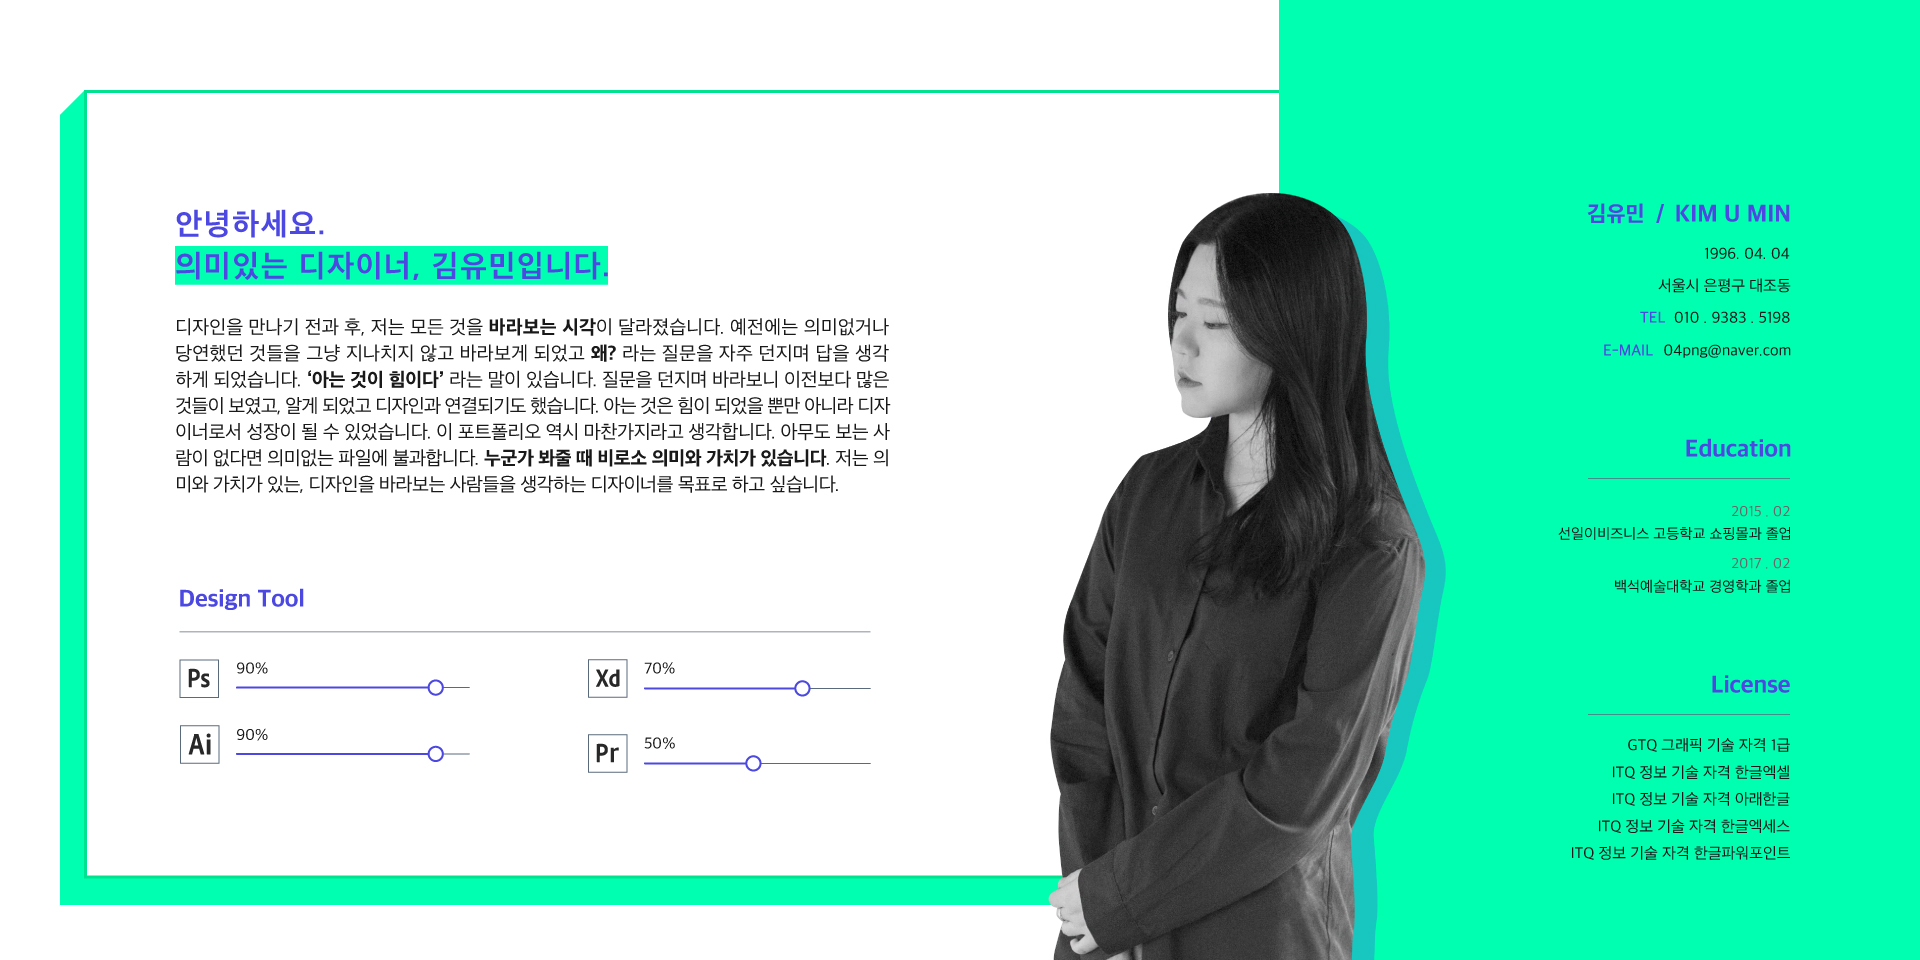 안녕하세요.
의미있는 디자이너, 김유민입니다.
디자인을 만나기 전과 후, 저는 모든 것을 바라보는 시각이 달라졌습니다. 예전에는 의미없거나
당연했던 것들을 그냥 지나치지 않고 바라보게 되었고 왜? 라는 질문을 자주 던지며 답을 생각
하게 되었습니다. ‘아는 것이 힘이다’ 라는 말이 있습니다. 질문을 던지며 바라보니 이전보다 많은
것들이 보였고, 알게 되었고 디자인과 연결되기도 했습니다. 아는 것은 힘이 되었을 뿐만 아니라 디자
이너로서 성장이 될 수 있었습니다. 이 포트폴리오 역시 마찬가지라고 생각합니다. 아무도 보는 사
람이 없다면 의미없는 파일에 불과합니다. 누군가 봐줄 때 비로소 의미와 가치가 있습니다. 저는 의
미와 가치가 있는, 디자인을 바라보는 사람들을 생각하는 디자이너를 목표로 하고 싶습니다.
Design Tool
Ps 90%
Ai 90%
Xd 70%
Pr 50%
김유민 / KIM U MIN
1996. 04. 04
서울시 은평구 대조동
TEL 010 . 9383 . 5198
E-MAIL 04png@naver.com
Education
2015 . 02
선일이비즈니스 고등학교 쇼핑몰과 졸업
2017 . 02
백석예술대학교 경영학과 졸업
License
GTQ 그래픽 기술 자격 1급
ITQ 정보 기술 자격 한글엑셀
ITQ 정보 기술 자격 아래한글
ITQ 정보 기술 자격 한글엑세스
ITQ 정보 기술 자격 한글파워포인트